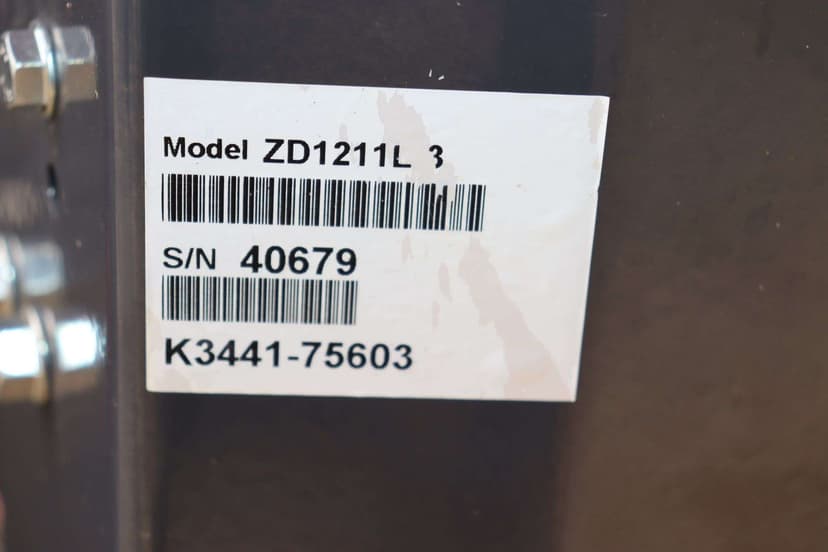 Model ZD1211L 3
S/N 40679
K3441-75603